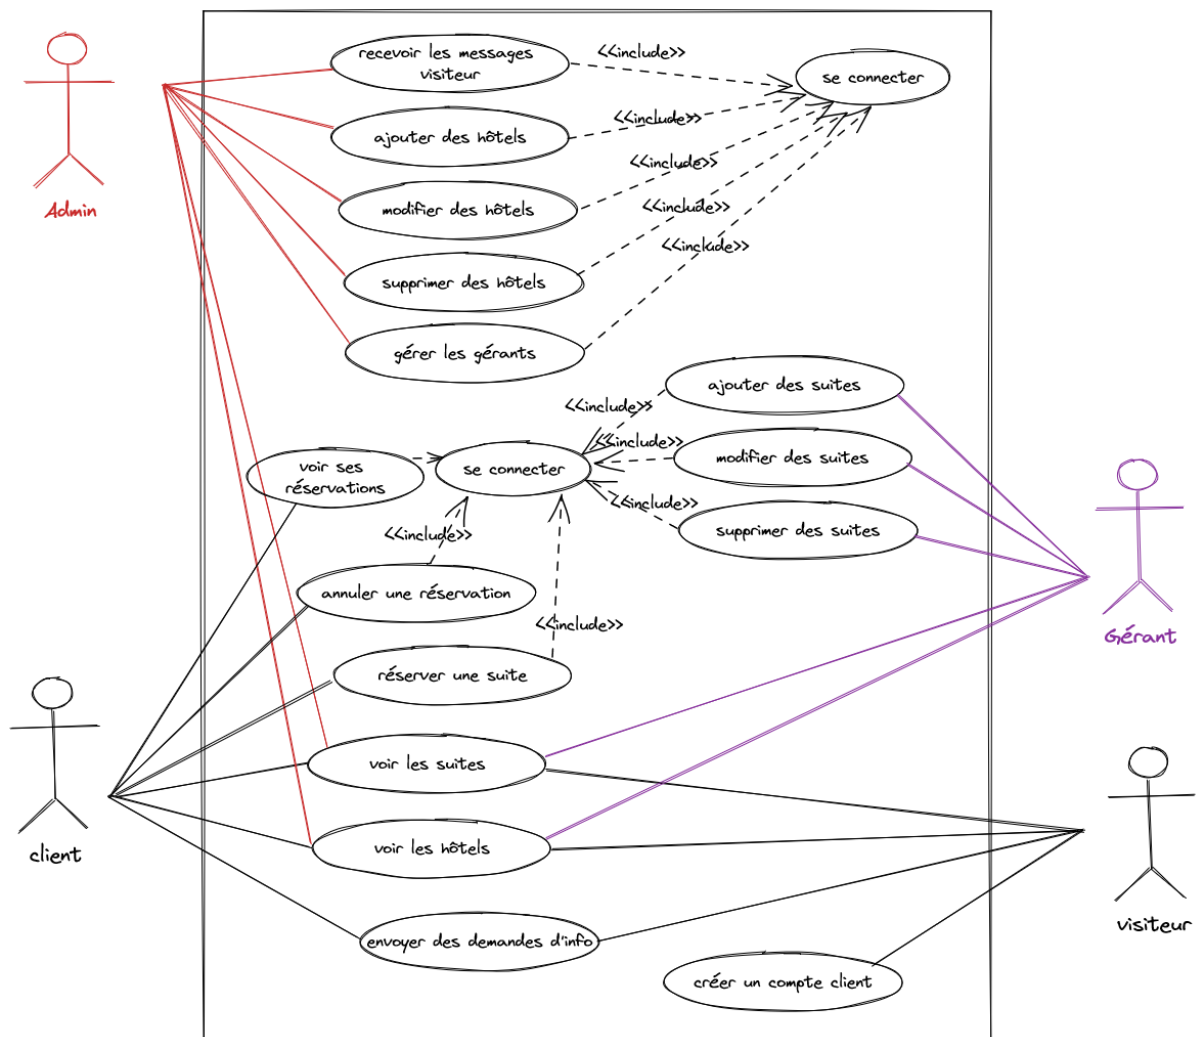 recevoir les messages
visiteur
<<include>>
se connecter
ajouter des hôtels
<<include>>
Admin
modifier des hôtels
<<include>>
<<include>>
supprimer des hôtels
<<include>>
gérer les gérants
ajouter des suites
<<include>>
voir ses
réservations
se connecter
<<include>>
modifier des suites
<<include>>
supprimer des suites
<<include>>
annuler une réservation
<<include>>
Gérant
réserver une suite
voir les suites
client
voir les hôtels
visiteur
envoyer des demandes d'info
créer un compte client